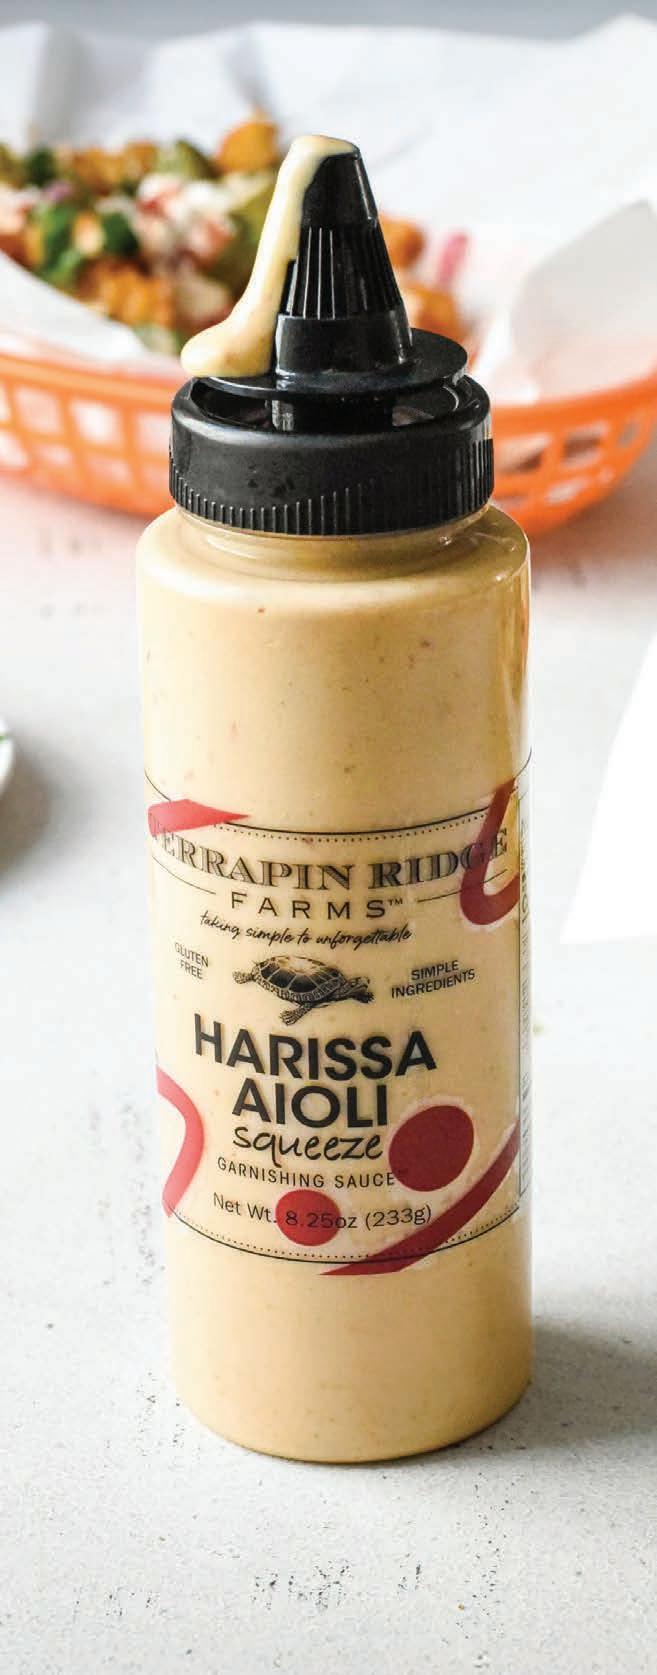 TERRAPIN RIDGE
FARMS™
taking simple to unforgettable
GLUTEN
FREE
SIMPLE
INGREDIENTS
HARISSA
AIOLI
squeeze
GARNISHING SAUCE™
Net Wt. 8.25oz (233g)